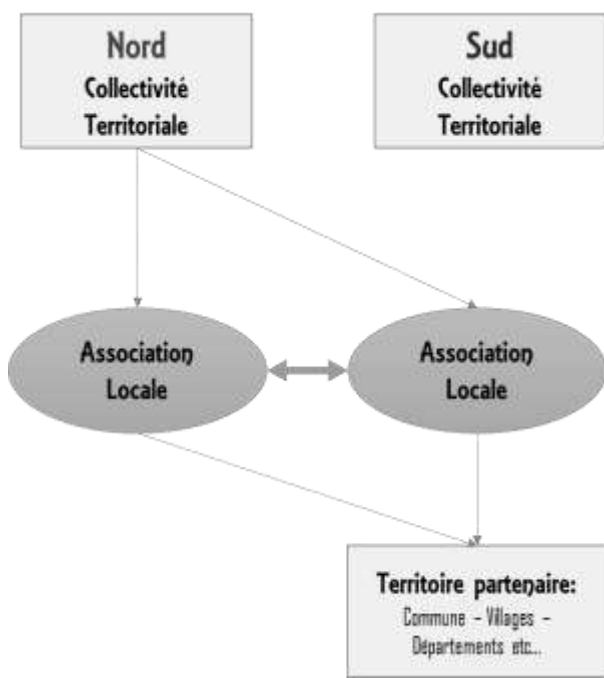 Nord
Collectivité
Territoriale
Sud
Collectivité
Territoriale
Association
Locale
Association
Locale
Territoire partenaire:
Commune – Villages –
Départements etc...